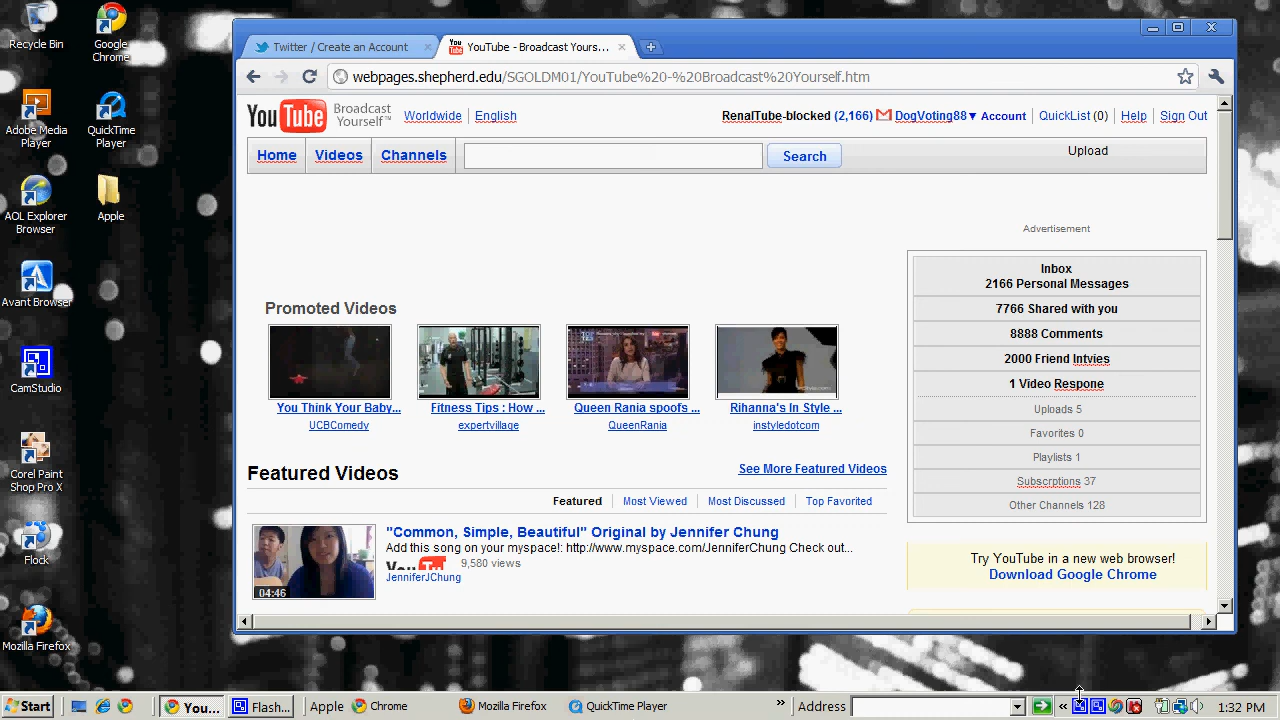 Recycle Bin
Google Chrome
Adobe Media Player
QuickTime Player
AOL Explorer Browser
Apple
Avant Browser
CamStudio
Corel Paint Shop Pro X
Flock
Mozilla Firefox
Twitter / Create an Account
YouTube - Broadcast Yours...
webpages.shepherd.edu/SGOLDM01/YouTube%20-%20Broadcast%20Yourself.htm
YouTube Broadcast Yourself™ Worldwide English
RenalTube-blocked (2,166) DogVoting88▼ Account QuickList (0) Help Sign Out
Home Videos Channels Search Upload
Advertisement
Inbox
2166 Personal Messages
7766 Shared with you
8888 Comments
2000 Friend Intvies
1 Video Respone
Uploads 5
Favorites 0
Playlists 1
Subscrptions 37
Other Channels 128
Try YouTube in a new web browser!
Download Google Chrome
Promoted Videos
You Think Your Baby...
UCBComedy
Fitness Tips : How ...
expertvillage
Queen Rania spoofs ...
QueenRania
Rihanna's In Style ...
instyledotcom
Featured Videos
See More Featured Videos
Featured Most Viewed Most Discussed Top Favorited
"Common, Simple, Beautiful" Original by Jennifer Chung
Add this song on your myspace!: http://www.myspace.com/JenniferChung Check out...
9,580 views
JenniferJChung
04:46
Start You... Flash... Apple Chrome Mozilla Firefox QuickTime Player » Address « 1:32 PM